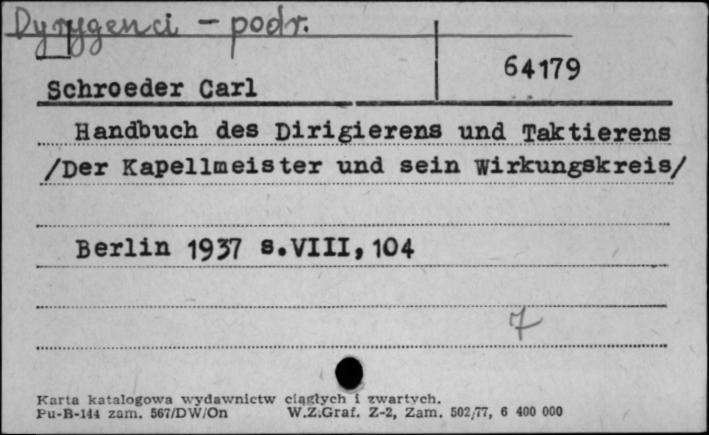 Dyrygenci - podr.
64179
Schroeder Carl
Handbuch des Dirigierens und Taktierens
/Der Kapellmeister und sein Wirkungskreis/
Berlin 1937 s.VIII, 104
7
Karta katalogowa wydawnictw ciągłych i zwartych.
Pu-B-144 zam. 567/DW/On W.Z.Graf. Z-2, Zam. 502/77, 6 400 000